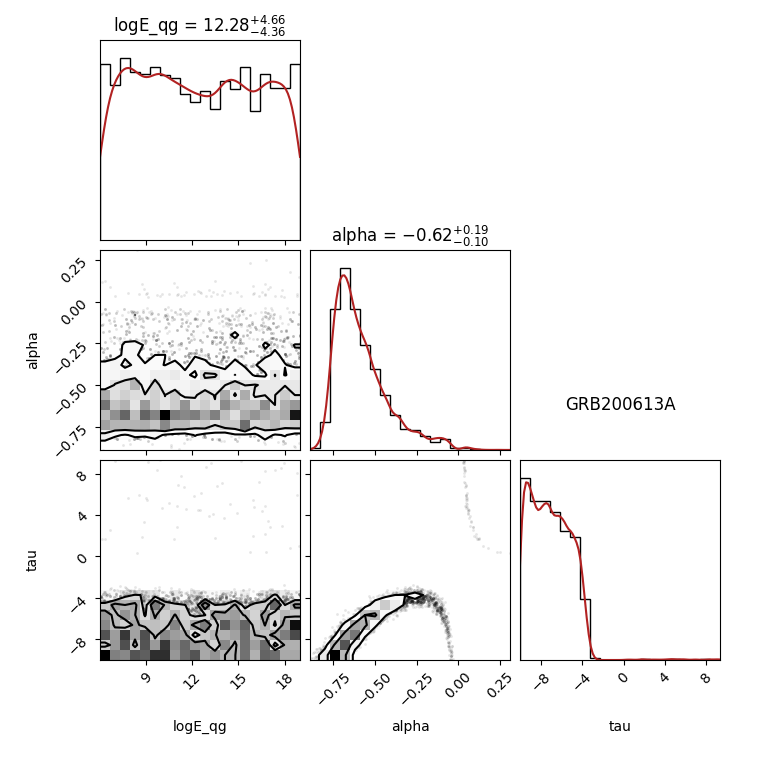 logE_qg = 12.28 +4.66 −4.36
alpha = −0.62 +0.19 −0.10
0.25
0.00
−0.25
−0.50
−0.75
alpha
GRB200613A
8
4
0
−4
−8
tau
9 12 15 18
−0.75 −0.50 −0.25 0.00 0.25
−8 −4 0 4 8
logE_qg alpha tau